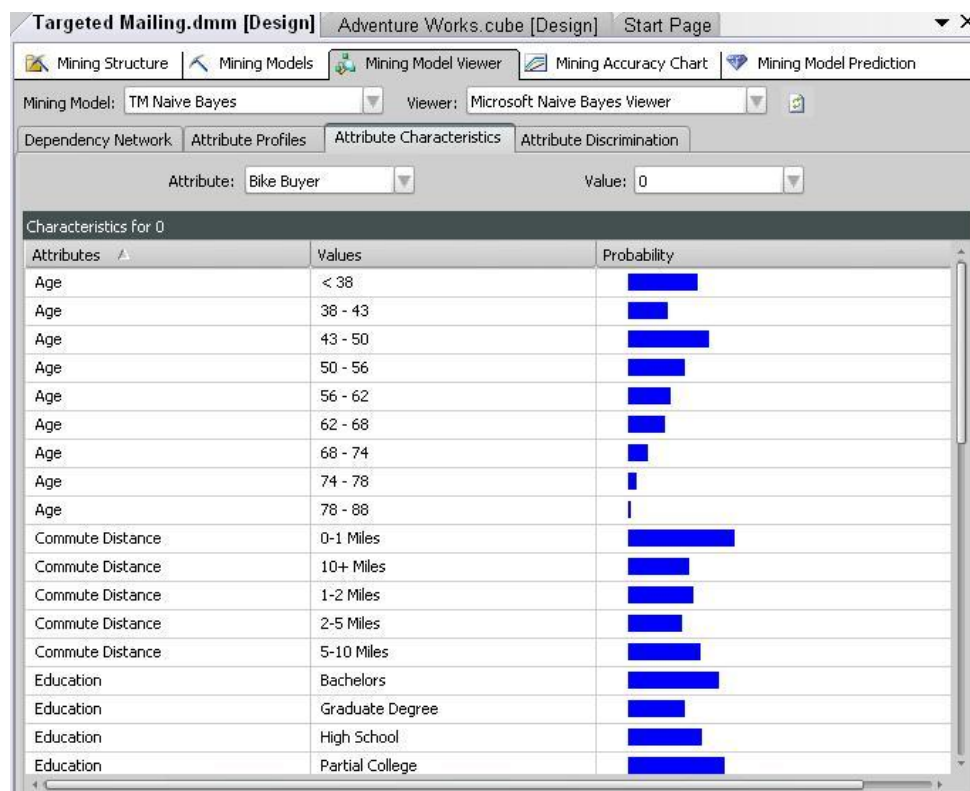 Targeted Mailing.dmm [Design] Adventure Works.cube [Design] Start Page
Mining Structure Mining Models Mining Model Viewer Mining Accuracy Chart Mining Model Prediction
Mining Model: TM Naive Bayes Viewer: Microsoft Naive Bayes Viewer
Dependency Network Attribute Profiles Attribute Characteristics Attribute Discrimination
Attribute: Bike Buyer Value: 0
Characteristics for 0
Attributes Values Probability
Age < 38
Age 38 - 43
Age 43 - 50
Age 50 - 56
Age 56 - 62
Age 62 - 68
Age 68 - 74
Age 74 - 78
Age 78 - 88
Commute Distance 0-1 Miles
Commute Distance 10+ Miles
Commute Distance 1-2 Miles
Commute Distance 2-5 Miles
Commute Distance 5-10 Miles
Education Bachelors
Education Graduate Degree
Education High School
Education Partial College